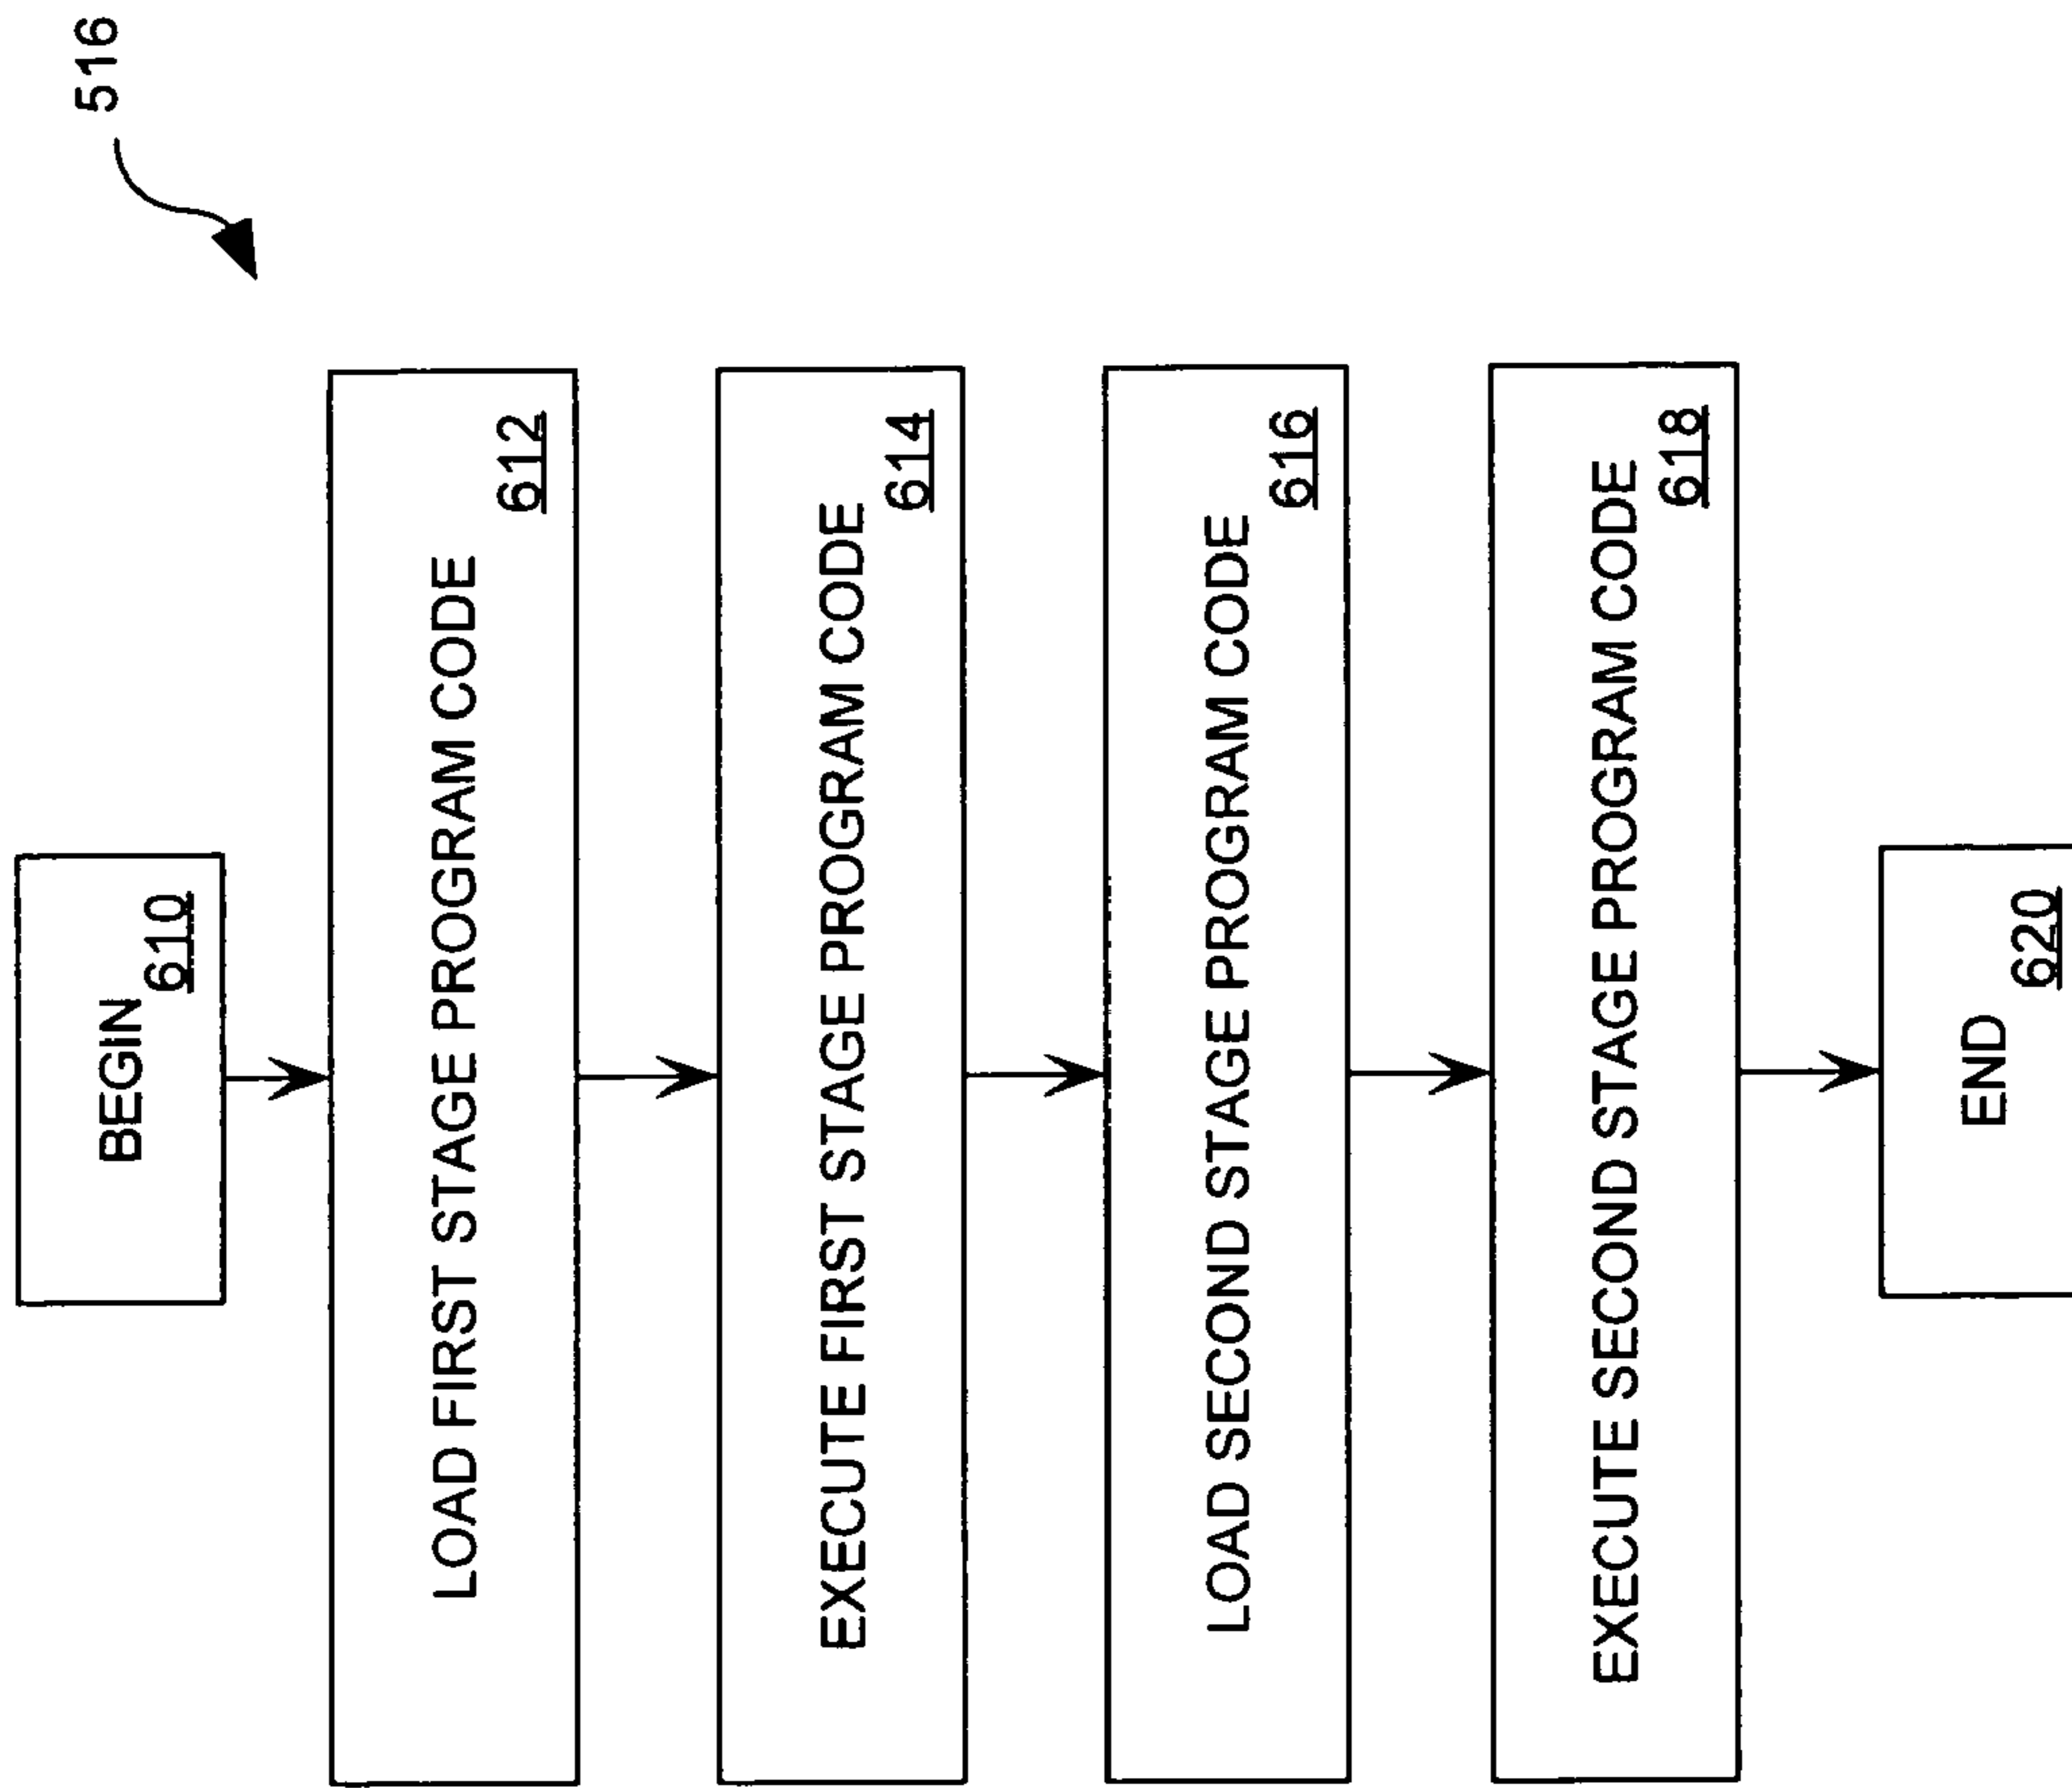 516
BEGIN
610
LOAD FIRST STAGE PROGRAM CODE
612
EXECUTE FIRST STAGE PROGRAM CODE
614
LOAD SECOND STAGE PROGRAM CODE
616
EXECUTE SECOND STAGE PROGRAM CODE
618
END
620